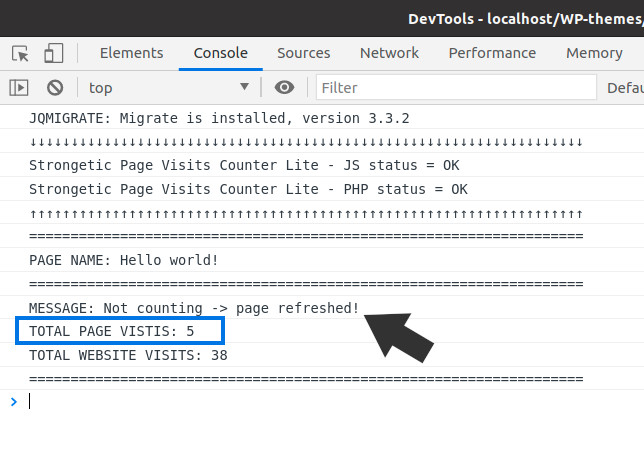 DevTools - localhost/WP-themes/
Elements Console Sources Network Performance Memory
top Filter Defau
JQMIGRATE: Migrate is installed, version 3.3.2
↓↓↓↓↓↓↓↓↓↓↓↓↓↓↓↓↓↓↓↓↓↓↓↓↓↓↓↓↓↓↓↓↓↓↓↓↓↓↓↓↓↓↓↓↓↓↓↓↓↓↓↓↓↓↓↓↓↓↓↓↓↓↓↓↓↓↓
Strongetic Page Visits Counter Lite - JS status = OK
Strongetic Page Visits Counter Lite - PHP status = OK
↑↑↑↑↑↑↑↑↑↑↑↑↑↑↑↑↑↑↑↑↑↑↑↑↑↑↑↑↑↑↑↑↑↑↑↑↑↑↑↑↑↑↑↑↑↑↑↑↑↑↑↑↑↑↑↑↑↑↑↑↑↑↑↑↑↑↑
===================================================================
PAGE NAME: Hello world!
===================================================================
MESSAGE: Not counting -> page refreshed!
TOTAL PAGE VISTIS: 5
TOTAL WEBSITE VISITS: 38
===================================================================